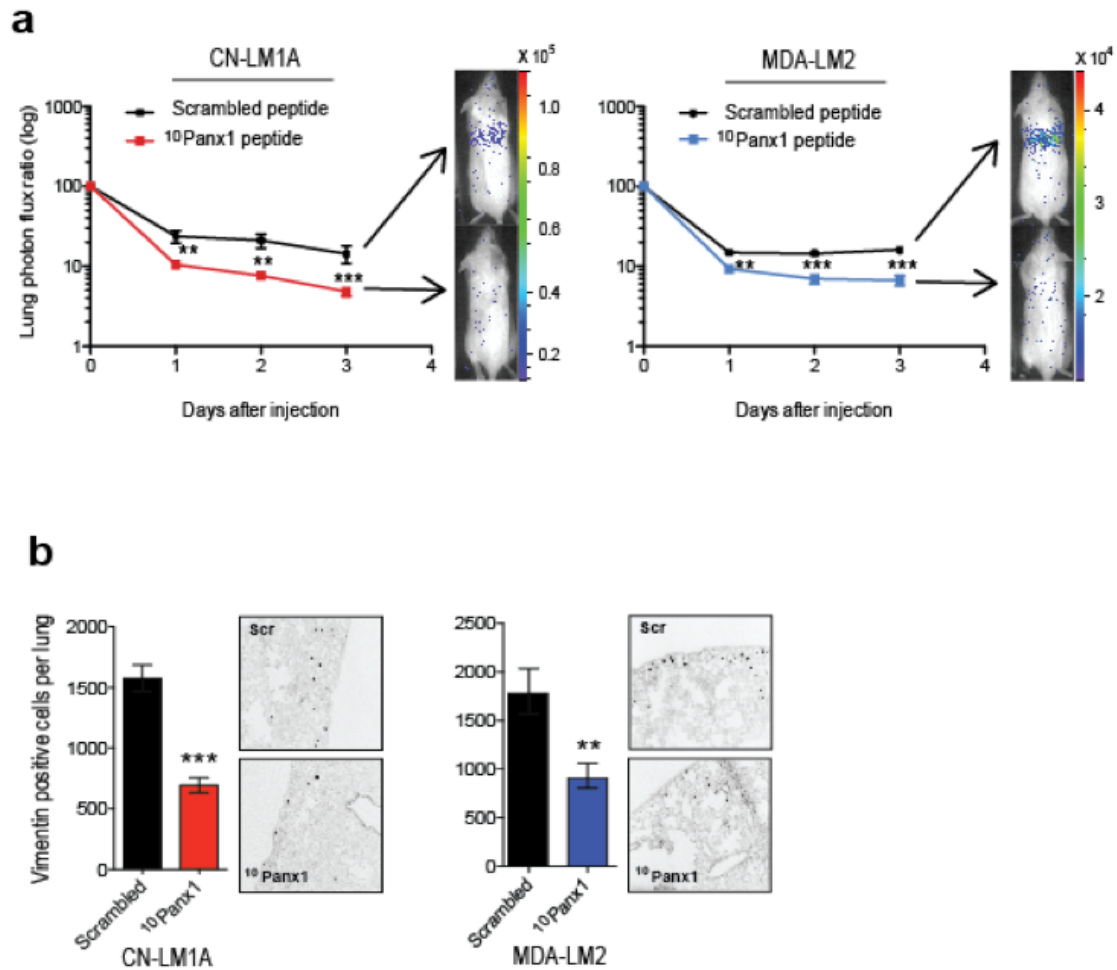 a
CN-LM1A
Scrambled peptide
10Panx1 peptide
Lung photon flux ratio (log)
1000
100
10
1
0 1 2 3 4
** ** ***
Days after injection
X 10^5
1.0
0.8
0.6
0.4
0.2
MDA-LM2
Scrambled peptide
10Panx1 peptide
1000
100
10
1
0 1 2 3 4
** *** ***
Days after injection
X 10^4
4
3
2
b
Vimentin positive cells per lung
2000
1500
1000
500
0
***
Scrambled
10Panx1
CN-LM1A
Scr
10 Panx1
2500
2000
1500
1000
500
0
**
Scrambled
10Panx1
MDA-LM2
Scr
10 Panx1